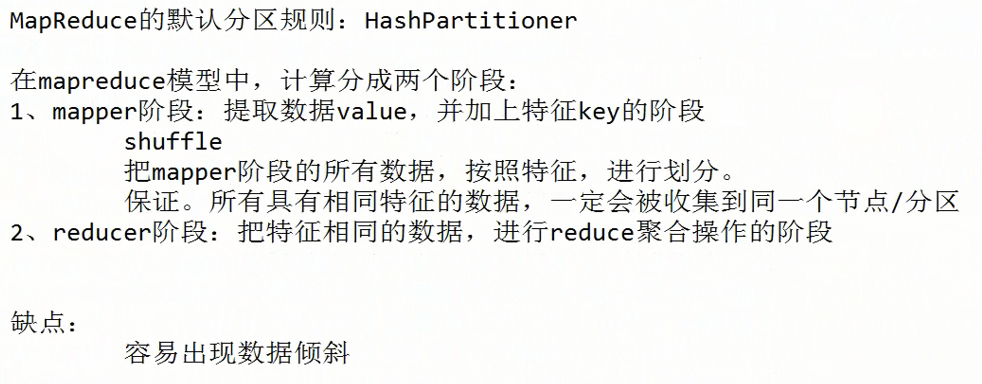 MapReduce的默认分区规则：HashPartitioner
在mapreduce模型中，计算分成两个阶段：
1、mapper阶段：提取数据value，并加上特征key的阶段
shuffle
把mapper阶段的所有数据，按照特征，进行划分。
保证。所有具有相同特征的数据，一定会被收集到同一个节点/分区
2、reducer阶段：把特征相同的数据，进行reduce聚合操作的阶段
缺点：
容易出现数据倾斜